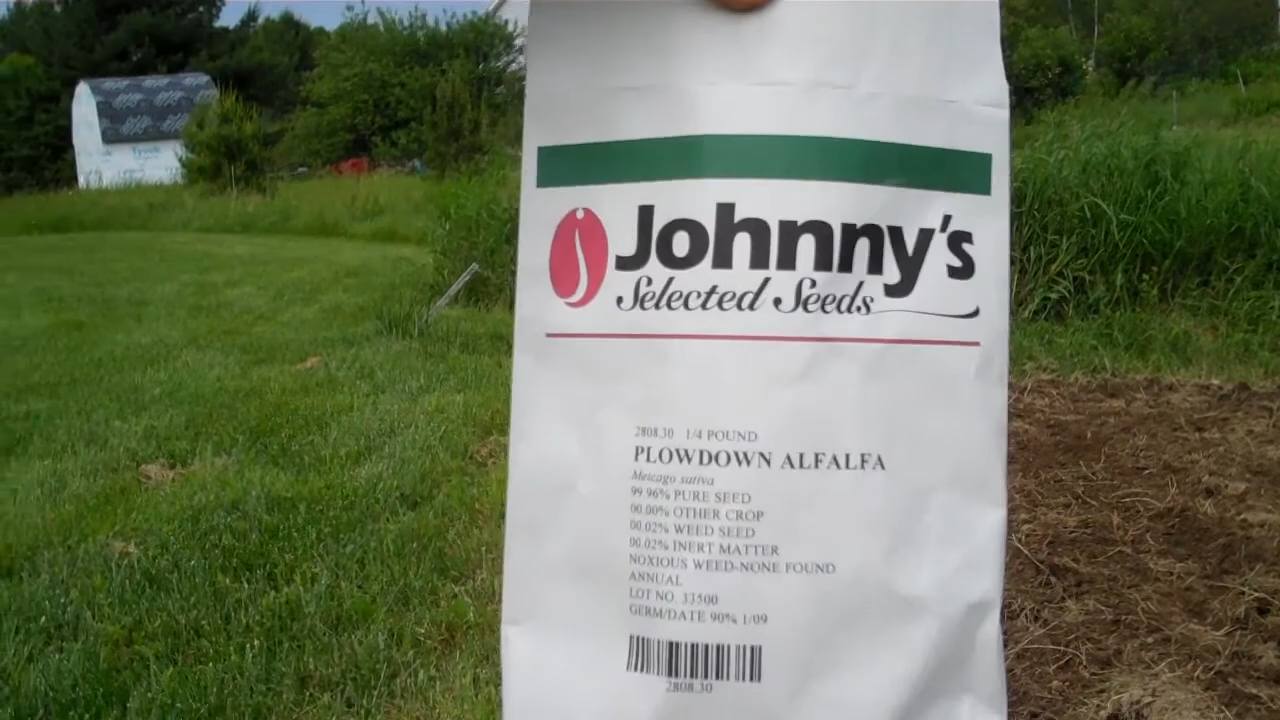 Johnny's
Selected Seeds
2808.30 1/4 POUND
PLOWDOWN ALFALFA
Meicago sativa
99.96% PURE SEED
00.00% OTHER CROP
00.02% WEED SEED
00.02% INERT MATTER
NOXIOUS WEED-NONE FOUND
ANNUAL
LOT NO. 33500
GERM/DATE 90% 1/09
2808.30